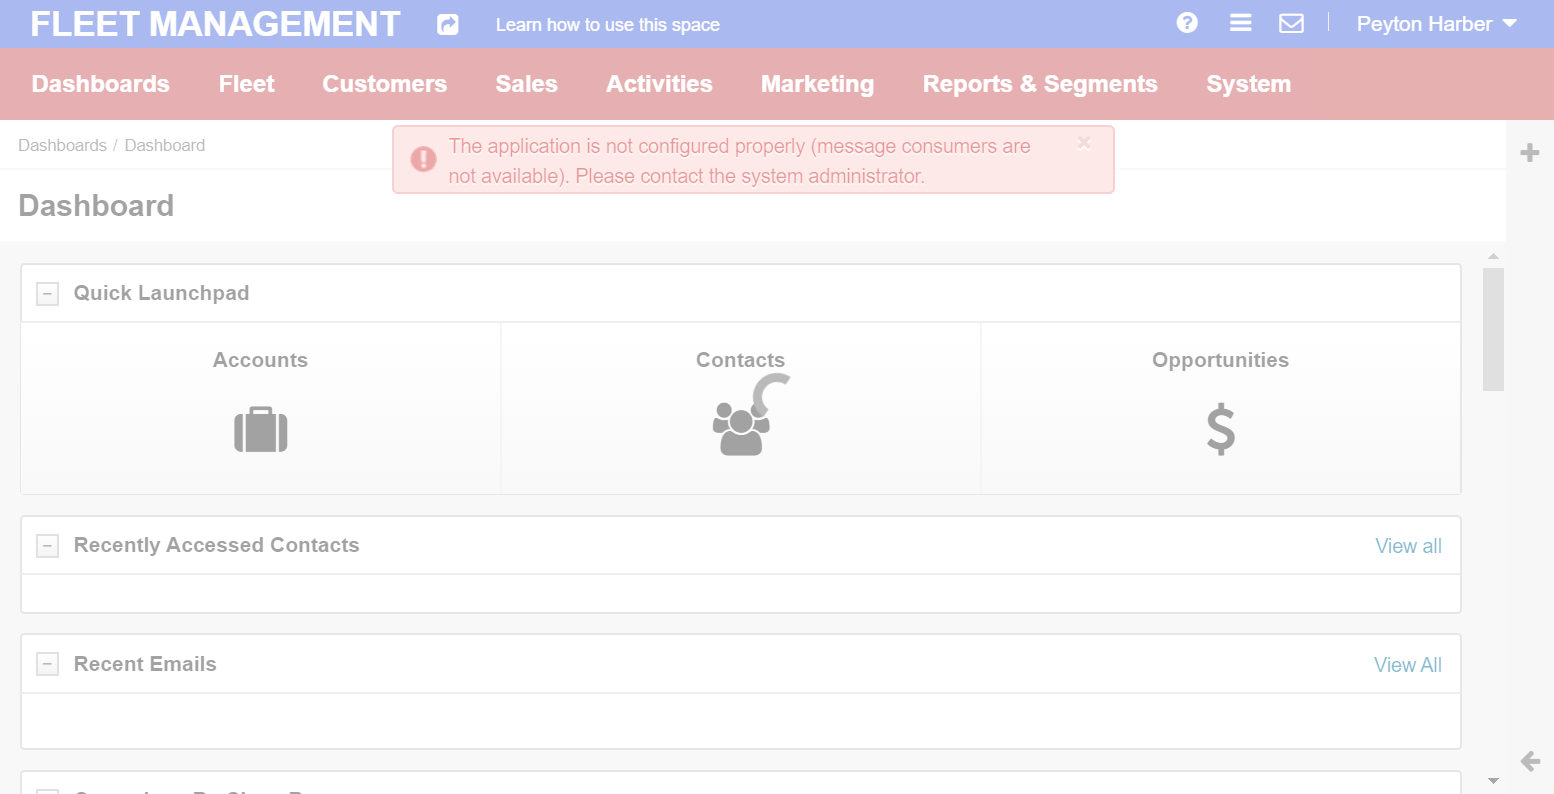 FLEET MANAGEMENT
Learn how to use this space
Peyton Harber
Dashboards Fleet Customers Sales Activities Marketing Reports & Segments System
Dashboards / Dashboard
The application is not configured properly (message consumers are
not available). Please contact the system administrator.
×
Dashboard
Quick Launchpad
Accounts
Contacts
Opportunities
Recently Accessed Contacts
View all
Recent Emails
View All